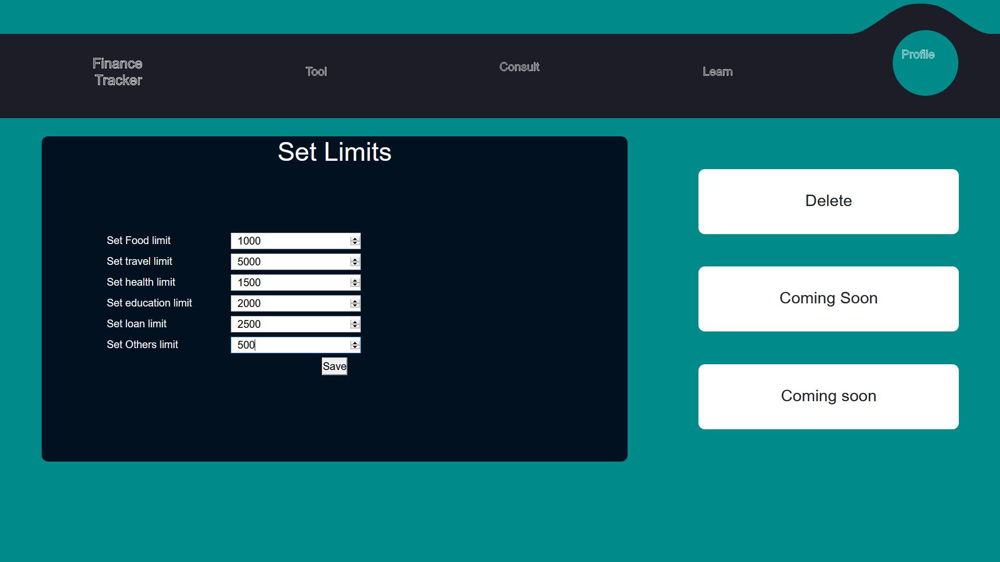 Finance
Tracker
Tool
Consult
Learn
Profile
Set Limits
Set Food limit 1000
Set travel limit 5000
Set health limit 1500
Set education limit 2000
Set loan limit 2500
Set Others limit 500
Save
Delete
Coming Soon
Coming soon